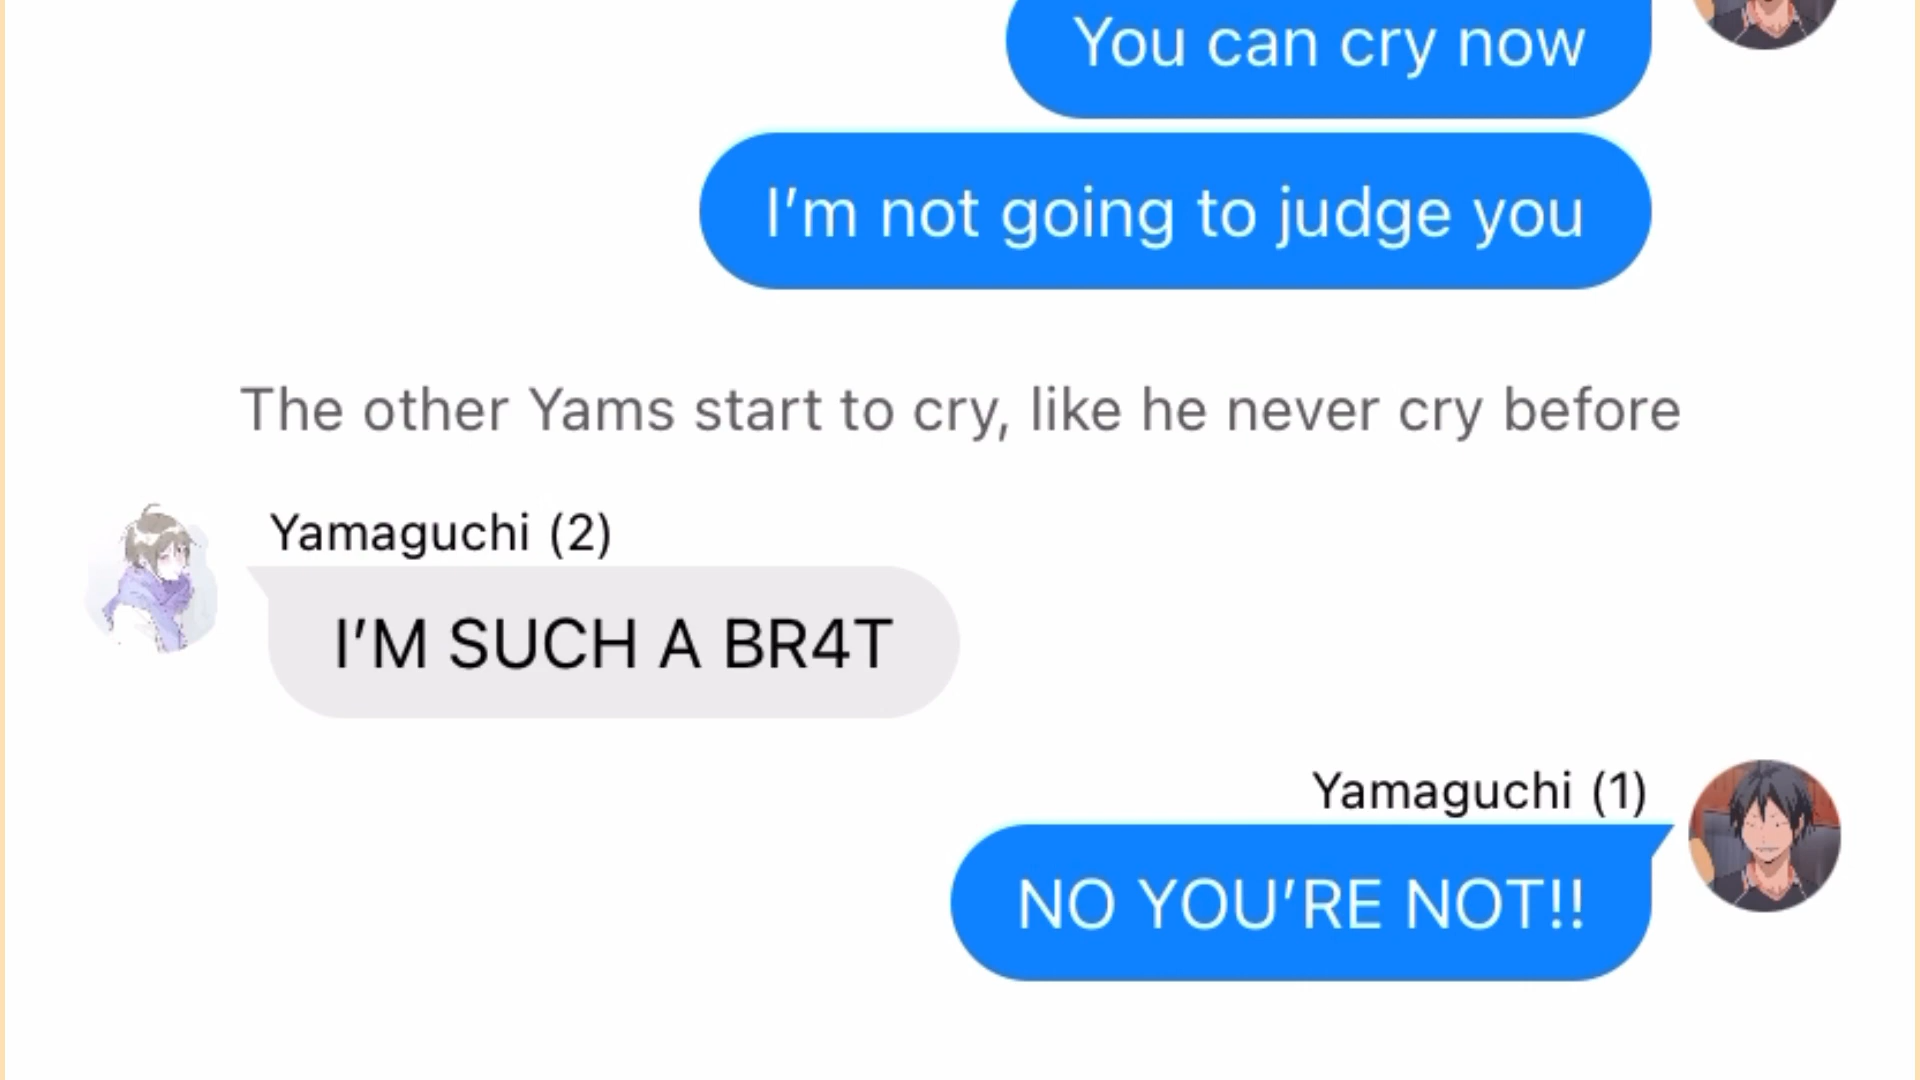 You can cry now
I’m not going to judge you
The other Yams start to cry, like he never cry before
Yamaguchi (2)
I’M SUCH A BR4T
Yamaguchi (1)
NO YOU’RE NOT!!